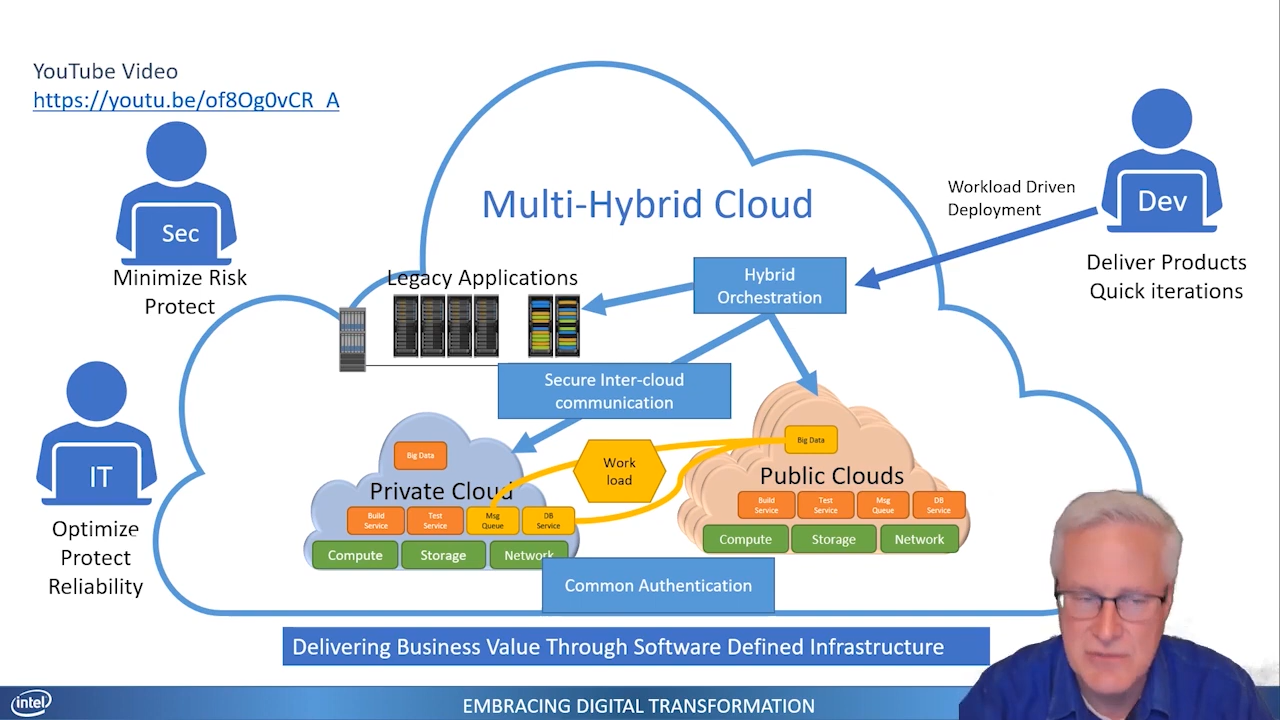 YouTube Video
https://youtu.be/of8Og0vCR_A
Sec
Minimize Risk
Protect
IT
Optimize
Protect
Reliability
Multi-Hybrid Cloud
Workload Driven
Deployment
Dev
Deliver Products
Quick iterations
Legacy Applications
Hybrid
Orchestration
Secure Inter-cloud
communication
Big Data
Private Cloud
Build
Service
Test
Service
Msg
Queue
DB
Service
Compute
Storage
Network
Work
load
Big Data
Public Clouds
Build
Service
Test
Service
Msg
Queue
DB
Service
Compute
Storage
Network
Common Authentication
Delivering Business Value Through Software Defined Infrastructure
intel
EMBRACING DIGITAL TRANSFORMATION